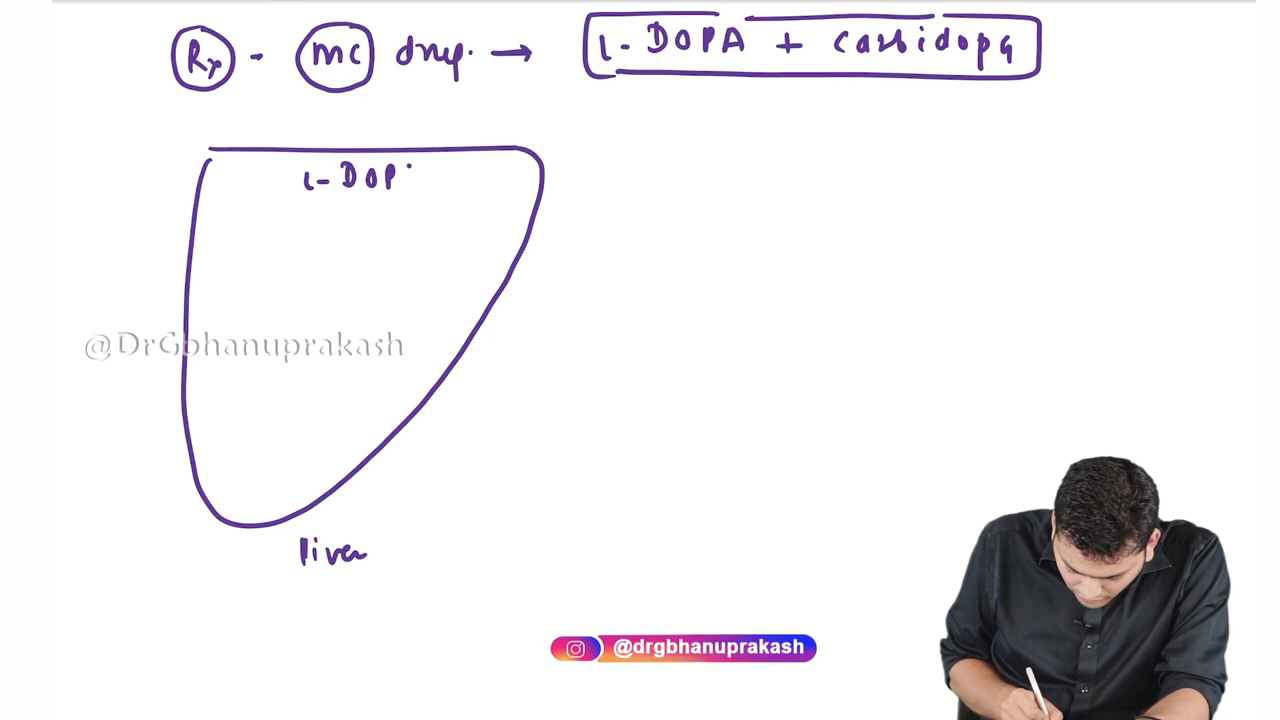 Rx - mc drug. → L-DOPA + carbidopa
L-DOP
@DrGbhanuprakash
liver
@drgbhanuprakash